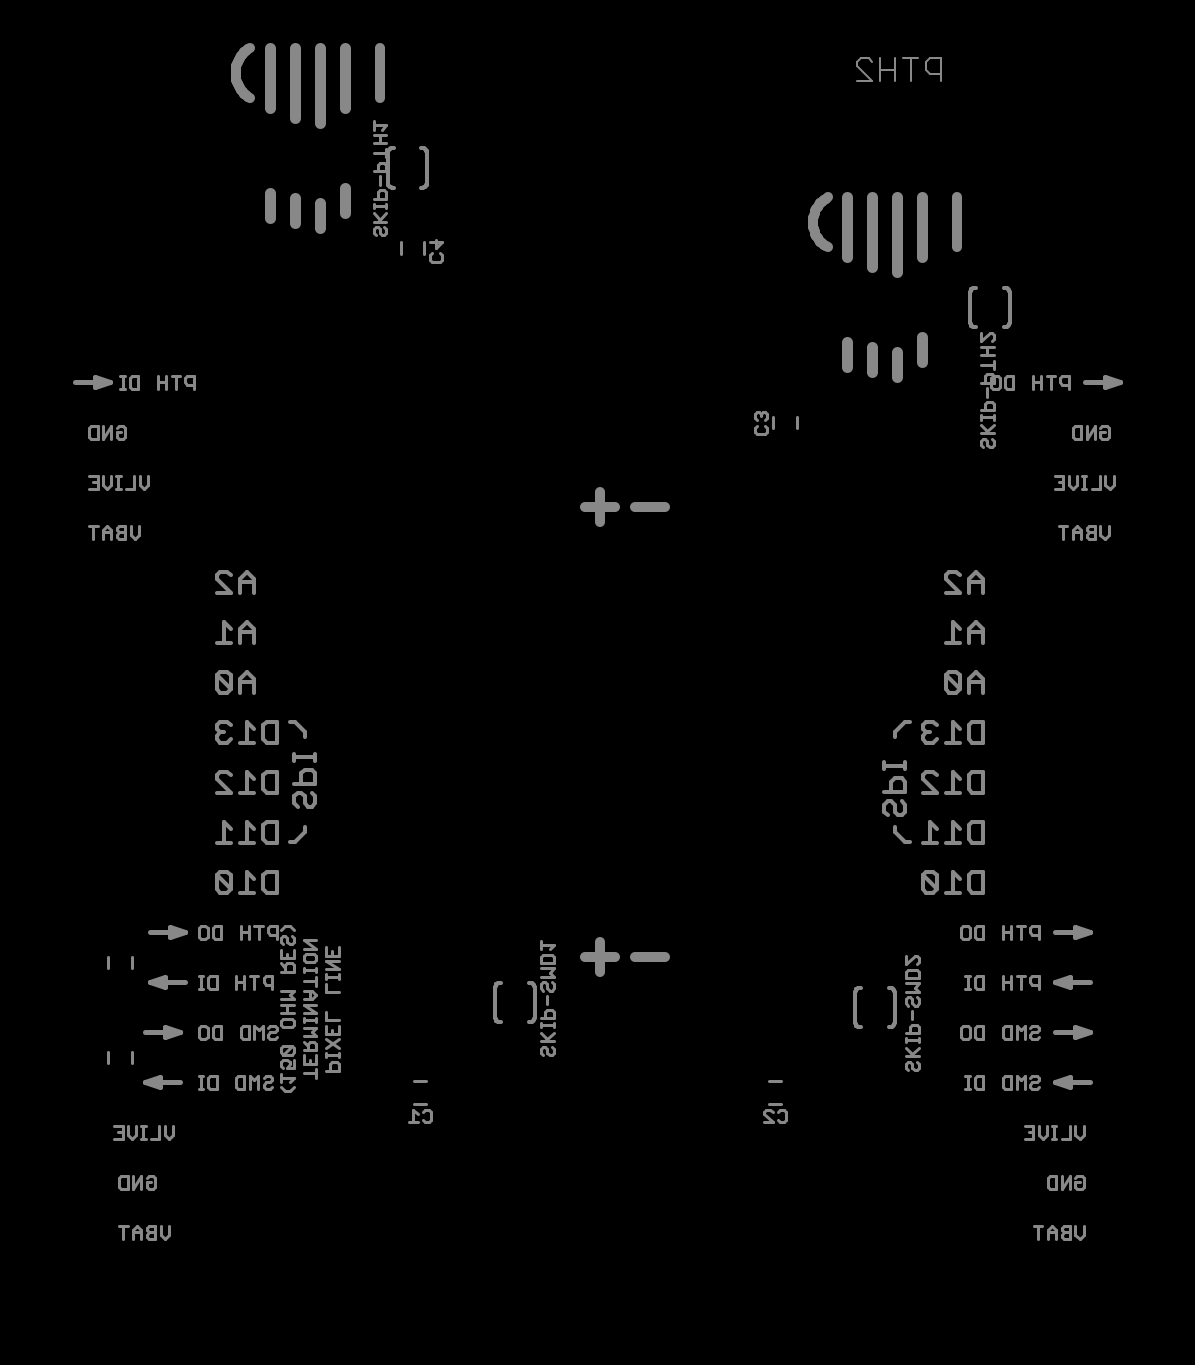 PTH2
SKIP-PTH1
C4
PTH DI
PTH DO
SKIP-PTH2
C3
GND
GND
VLIVE
VLIVE
VBAT
VBAT
A2
A2
A1
A1
A0
A0
D13
D13
SPI
SPI
D12
D12
D11
D11
D10
D10
PTH DO
PTH DO
PTH DI
PTH DI
SMD DO
SMD DO
SMD DI
SMD DI
PIXEL LINE
TERMINATION
(150 OHM RES)
SKIP-SMD1
SKIP-SMD2
C1
C2
VLIVE
VLIVE
GND
GND
VBAT
VBAT